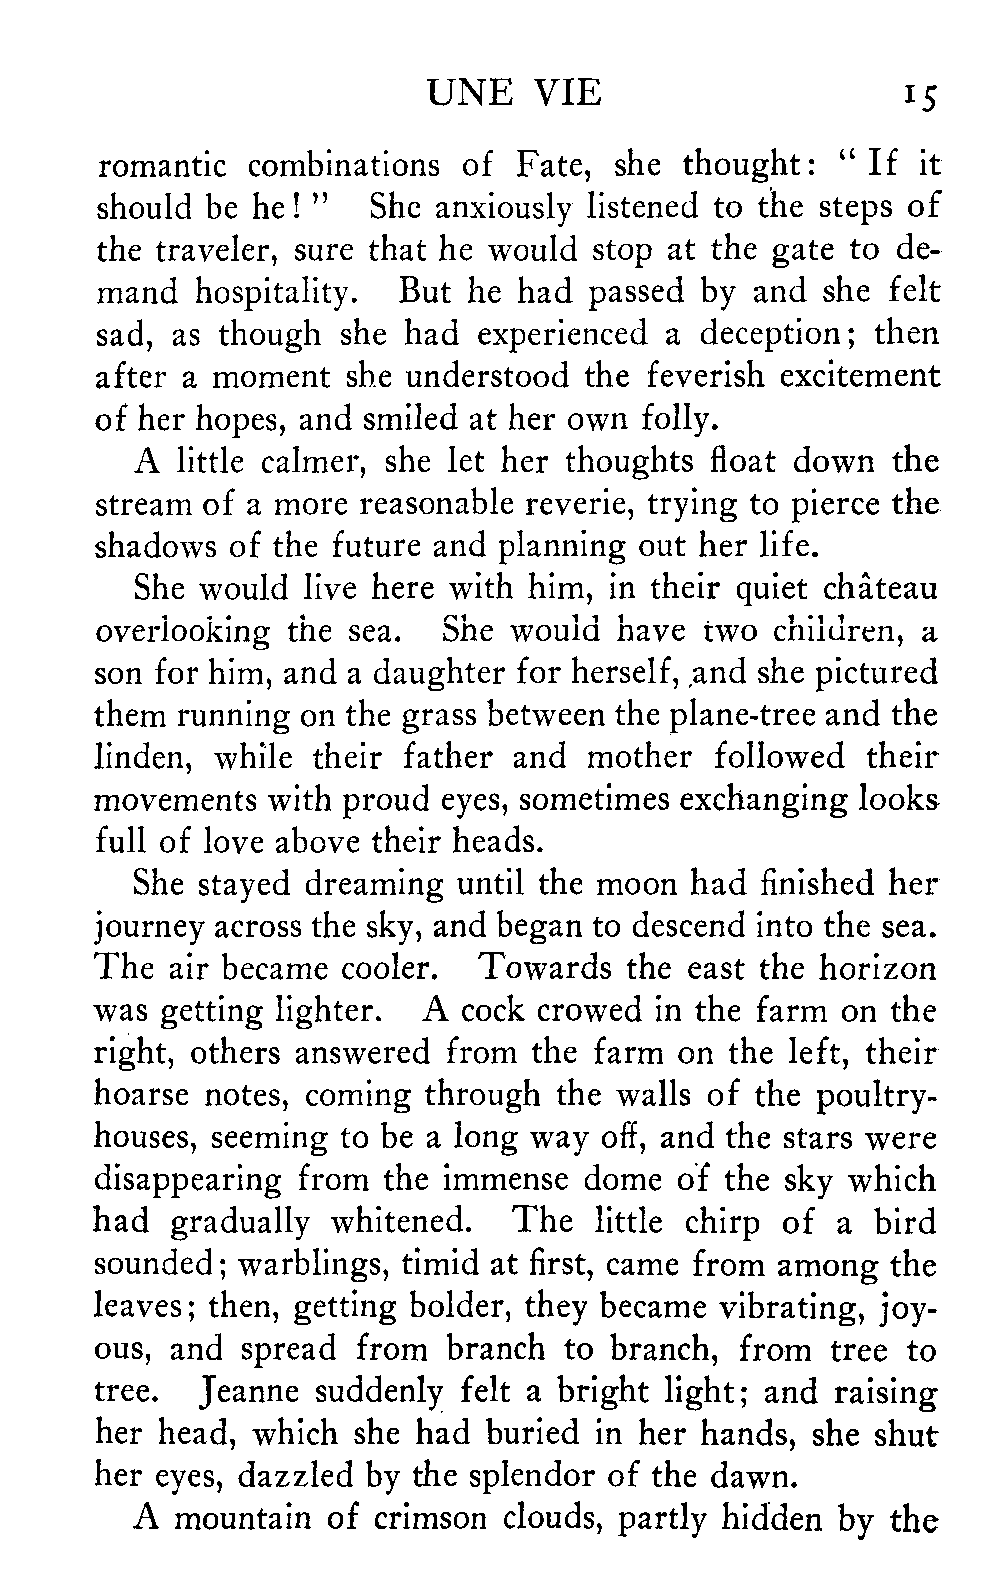 UNE VIE 15
romantic combinations of Fate, she thought: “ If it
should be he! ” She anxiously listened to the steps of
the traveler, sure that he would stop at the gate to de-
mand hospitality. But he had passed by and she felt
sad, as though she had experienced a deception; then
after a moment she understood the feverish excitement
of her hopes, and smiled at her own folly.
A little calmer, she let her thoughts float down the
stream of a more reasonable reverie, trying to pierce the
shadows of the future and planning out her life.
She would live here with him, in their quiet château
overlooking the sea. She would have two children, a
son for him, and a daughter for herself, and she pictured
them running on the grass between the plane-tree and the
linden, while their father and mother followed their
movements with proud eyes, sometimes exchanging looks
full of love above their heads.
She stayed dreaming until the moon had finished her
journey across the sky, and began to descend into the sea.
The air became cooler. Towards the east the horizon
was getting lighter. A cock crowed in the farm on the
right, others answered from the farm on the left, their
hoarse notes, coming through the walls of the poultry-
houses, seeming to be a long way off, and the stars were
disappearing from the immense dome of the sky which
had gradually whitened. The little chirp of a bird
sounded; warblings, timid at first, came from among the
leaves; then, getting bolder, they became vibrating, joy-
ous, and spread from branch to branch, from tree to
tree. Jeanne suddenly felt a bright light; and raising
her head, which she had buried in her hands, she shut
her eyes, dazzled by the splendor of the dawn.
A mountain of crimson clouds, partly hidden by the